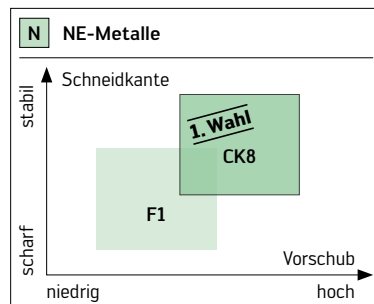 N NE-Metalle
Schneidkante
stabil
1. Wahl
CK8
F1
scharf
Vorschub
niedrig
hoch